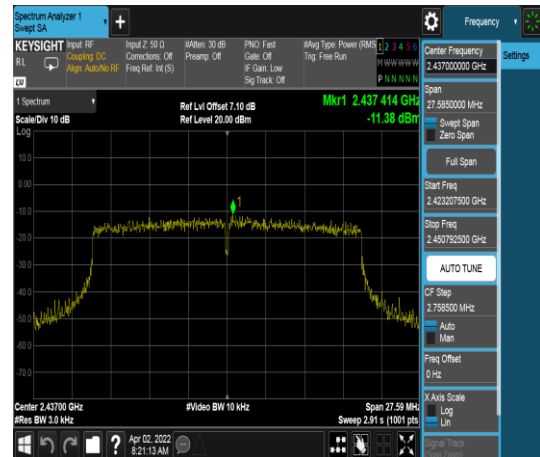 Spectrum Analyzer 1
Swept SA
+
Frequency
KEYSIGHT
RL
Input: RF
Coupling: DC
Align: Auto/No RF
Input Z: 50 Ω
Corrections: Off
Freq Ref: Int (S)
#Atten: 30 dB
Preamp: Off
PNO: Fast
Gate: Off
IF Gain: Low
Sig Track: Off
#Avg Type: Power (RMS
Trig: Free Run
1 2 3 4 5 6
M W W W W W
P N N N N N
LXI
1 Spectrum
Scale/Div 10 dB
Ref Lvl Offset 7.10 dB
Ref Level 20.00 dBm
Mkr1 2.437 414 GHz
-11.38 dBm
Log
10.0
0.00
-10.0
-20.0
-30.0
-40.0
-50.0
-60.0
-70.0
1
Center 2.43700 GHz
#Res BW 3.0 kHz
#Video BW 10 kHz
Span 27.59 MHz
Sweep 2.91 s (1001 pts
?
Apr 02, 2022
8:21:13 AM
Center Frequency
2.437000000 GHz
Span
27.5850000 MHz
Swept Span
Zero Span
Full Span
Start Freq
2.423207500 GHz
Stop Freq
2.450792500 GHz
AUTO TUNE
CF Step
2.758500 MHz
Auto
Man
Freq Offset
0 Hz
X Axis Scale
Log
Lin
Signal Track
Settings